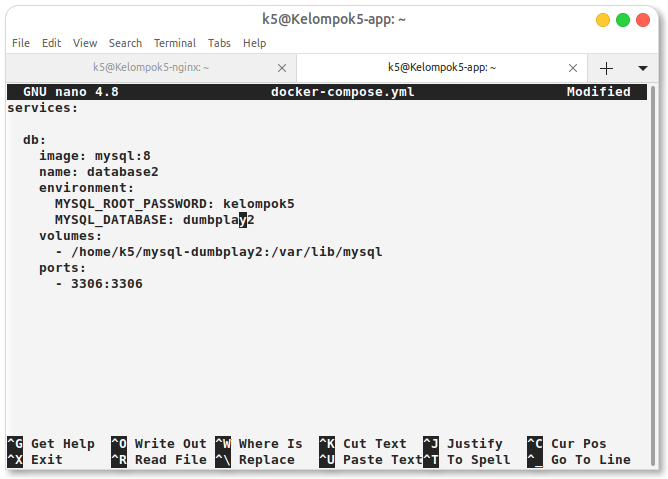 k5@Kelompok5-app: ~
File Edit View Search Terminal Tabs Help
k5@Kelompok5-nginx: ~ k5@Kelompok5-app: ~
GNU nano 4.8 docker-compose.yml Modified
services:
  db:
    image: mysql:8
    name: database2
    environment:
      MYSQL_ROOT_PASSWORD: kelompok5
      MYSQL_DATABASE: dumbplay2
    volumes:
      - /home/k5/mysql-dumbplay2:/var/lib/mysql
    ports:
      - 3306:3306
^G Get Help ^O Write Out ^W Where Is ^K Cut Text ^J Justify ^C Cur Pos
^X Exit ^R Read File ^\ Replace ^U Paste Text ^T To Spell ^_ Go To Line